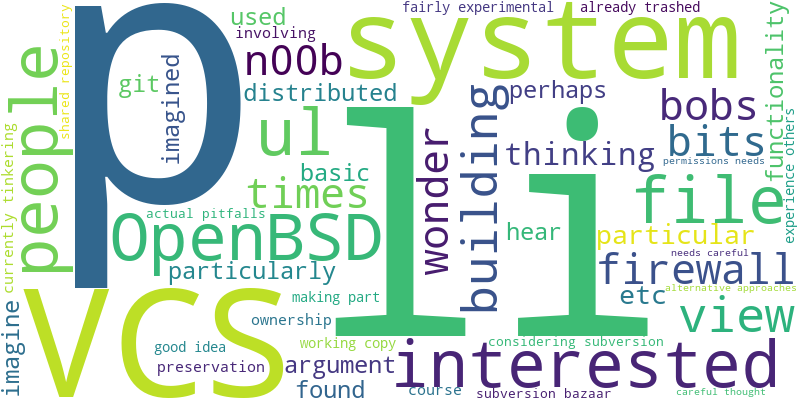 fairly experimental
already trashed
used
involving
p
system
n00b
git
imagined
shared repository
people
distributed
perhaps
bobs
functionality
experience others
ul
building
thinking
bits
permissions needs
basic
wonder
li
times
file
actual pitfalls
OpenBSD
hear
particular
currently tinkering
particularly
needs careful
firewall
etc
alternative approaches
VCS
making part
view
imagine
ownership
working copy
considering subversion
good idea
argument
interested
preservation
found
course
subversion bazaar
careful thought